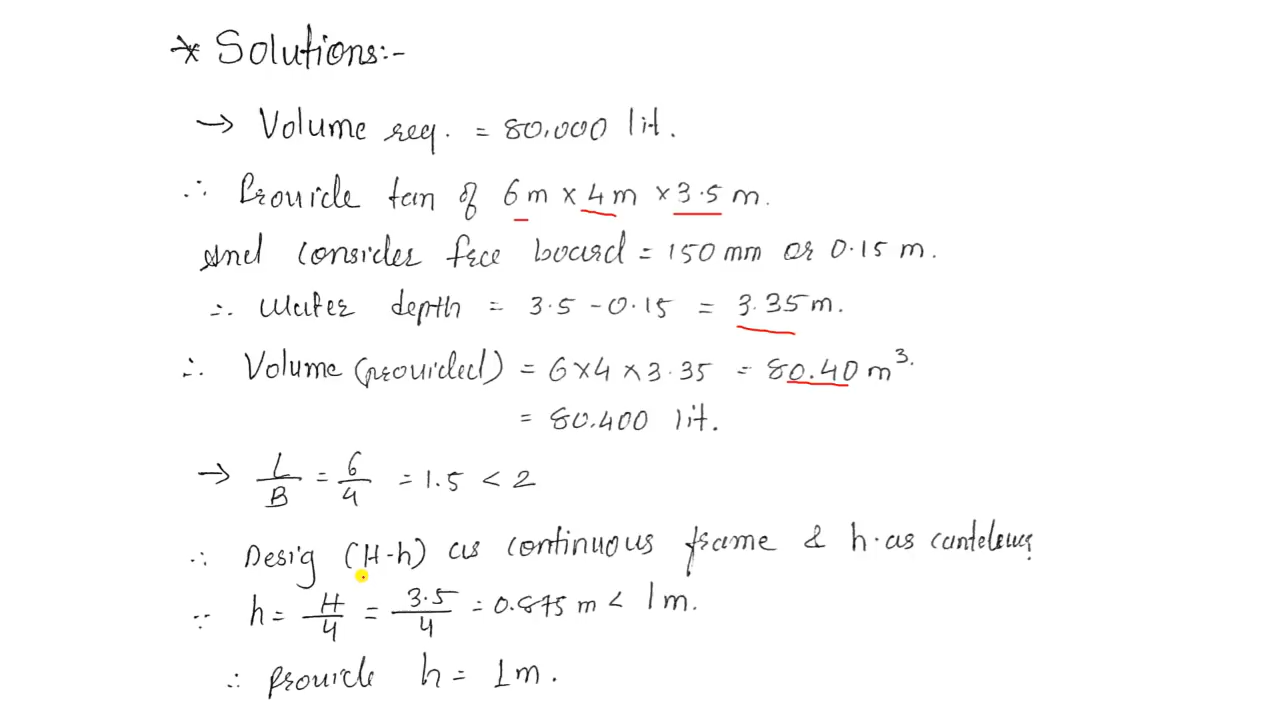 * Solutions:-
→ Volume req. = 80,000 lit.
∴ Provide tan of 6m × 4m × 3.5 m.
And consider free board = 150 mm or 0.15 m.
∴ Water depth = 3.5 - 0.15 = 3.35 m.
∴ Volume (provided) = 6 × 4 × 3.35 = 80.40 m³.
= 80.400 lit.
→ L/B = 6/4 = 1.5 < 2
∴ Desig (H-h) as continuous frame & h.as cantelever
∵ h = H/4 = 3.5/4 = 0.875 m < 1m.
∴ provide h = 1m.